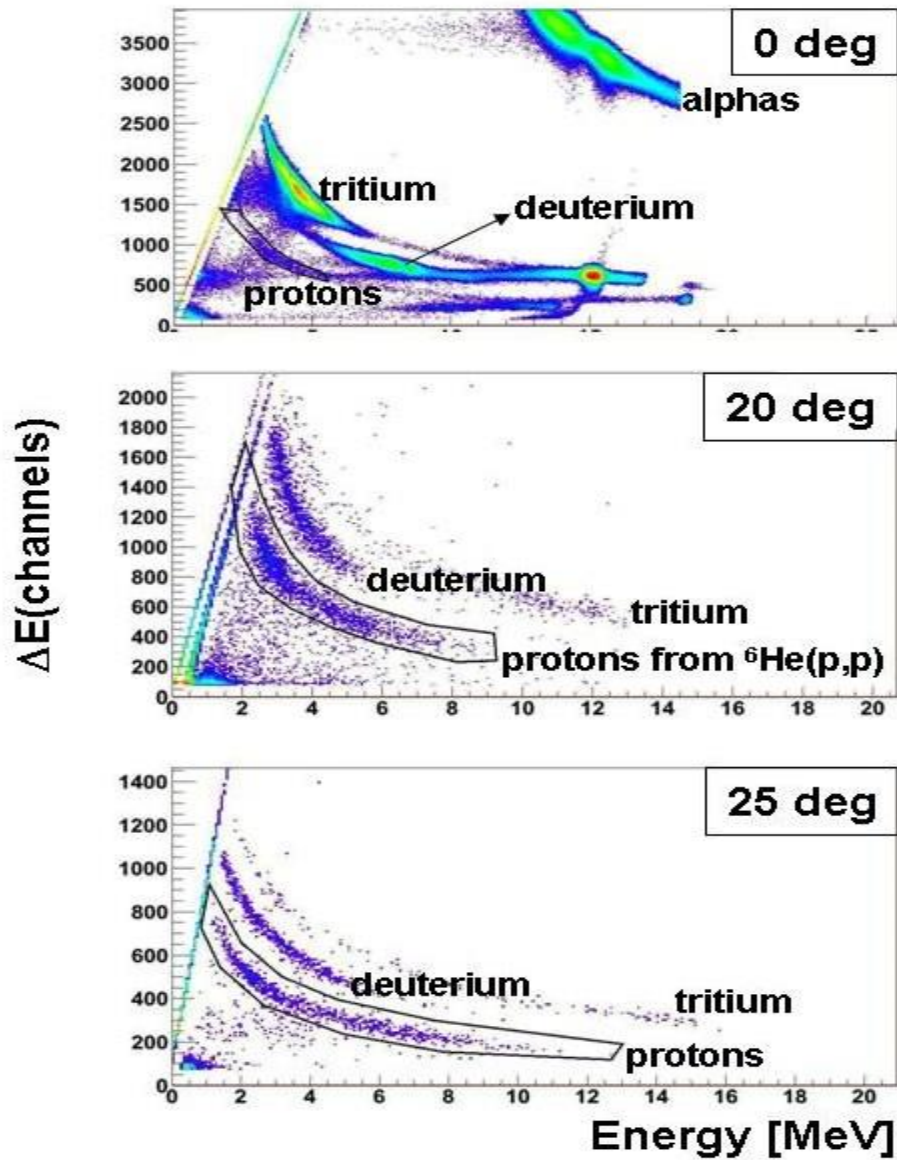 0 deg
3500
3000
alphas
2500
2000
tritium
1500
deuterium
1000
500
protons
0
ΔE(channels)
20 deg
2000
1800
1600
1400
1200
1000
800
deuterium
600
tritium
400
protons from ⁶He(p,p)
200
0
0 2 4 6 8 10 12 14 16 18 20
25 deg
1400
1200
1000
800
600
deuterium
400
tritium
200
protons
0
0 2 4 6 8 10 12 14 16 18 20
Energy [MeV]